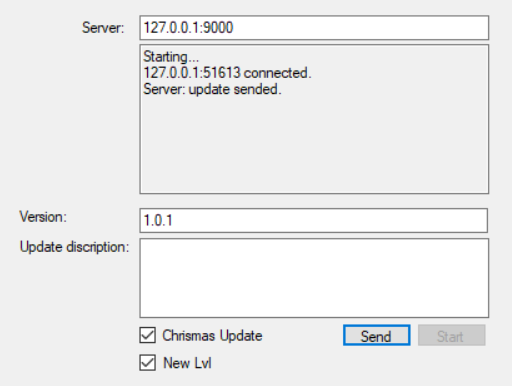 Server: 127.0.0.1:9000
Starting...
127.0.0.1:51613 connected.
Server: update sended.
Version: 1.0.1
Update discription:
Chrismas Update
Send
Start
New Lvl